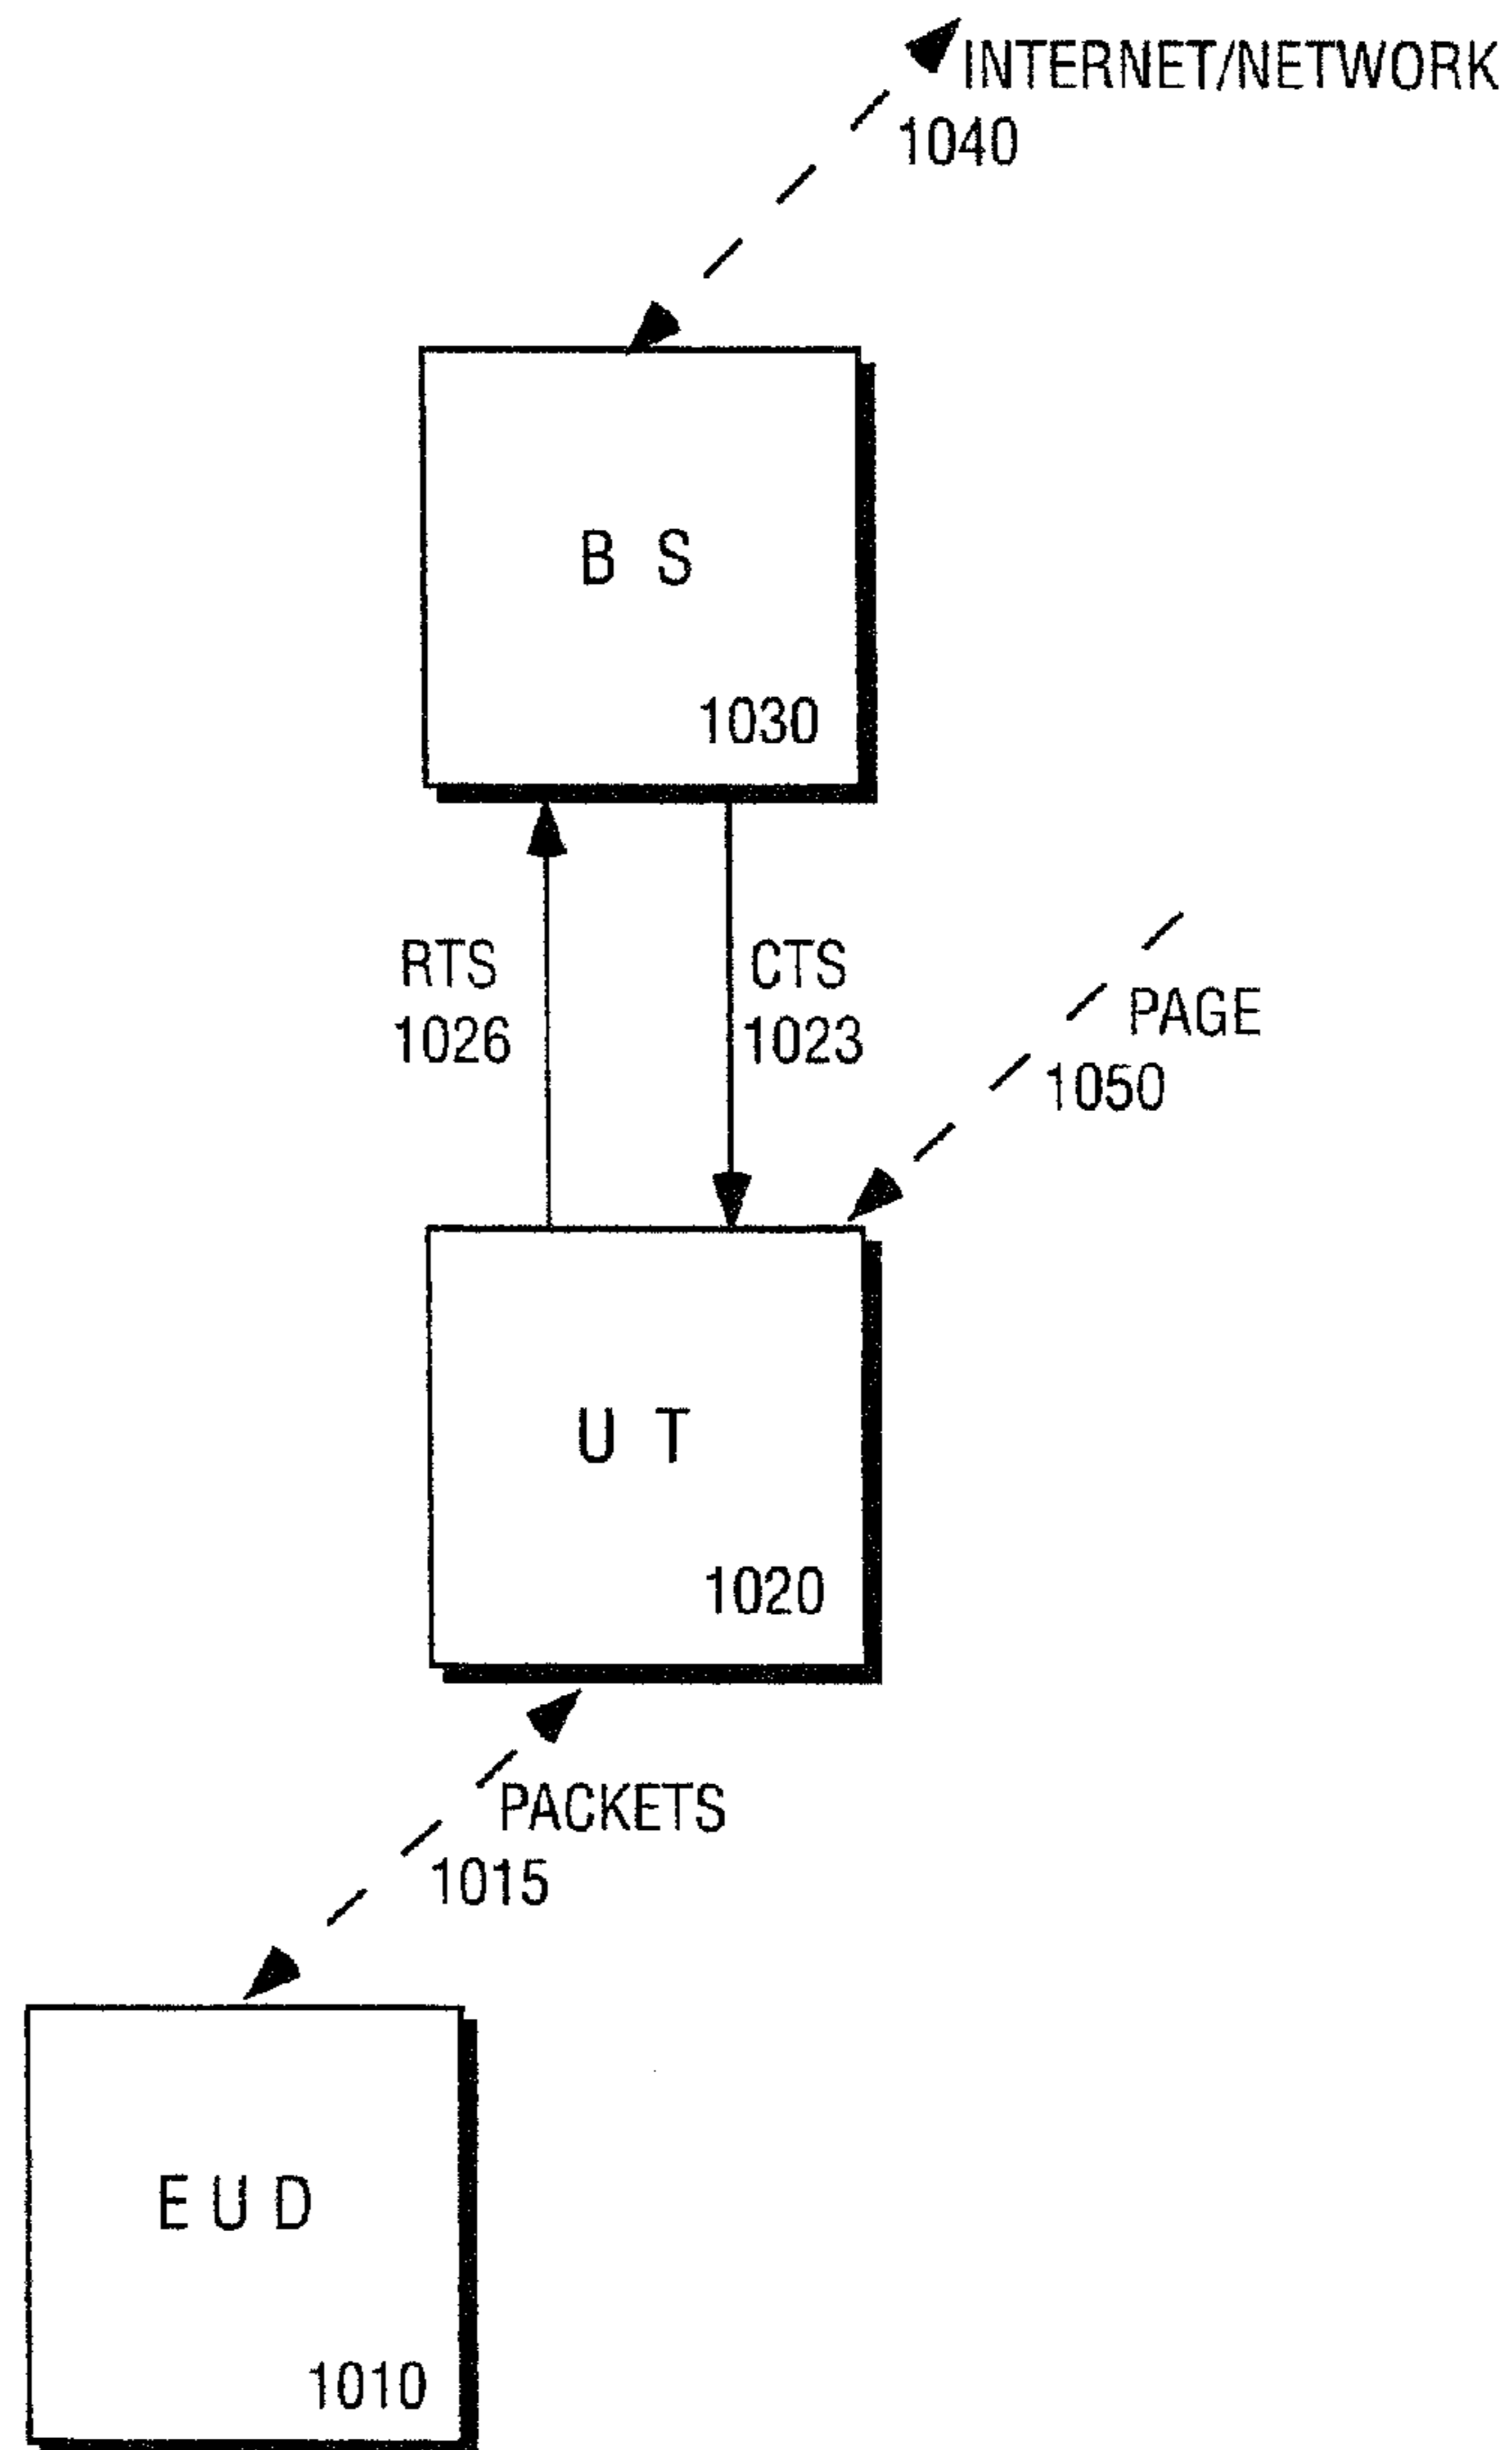 INTERNET/NETWORK
1040
B S
1030
RTS
1026
CTS
1023
PAGE
1050
U T
1020
PACKETS
1015
E U D
1010